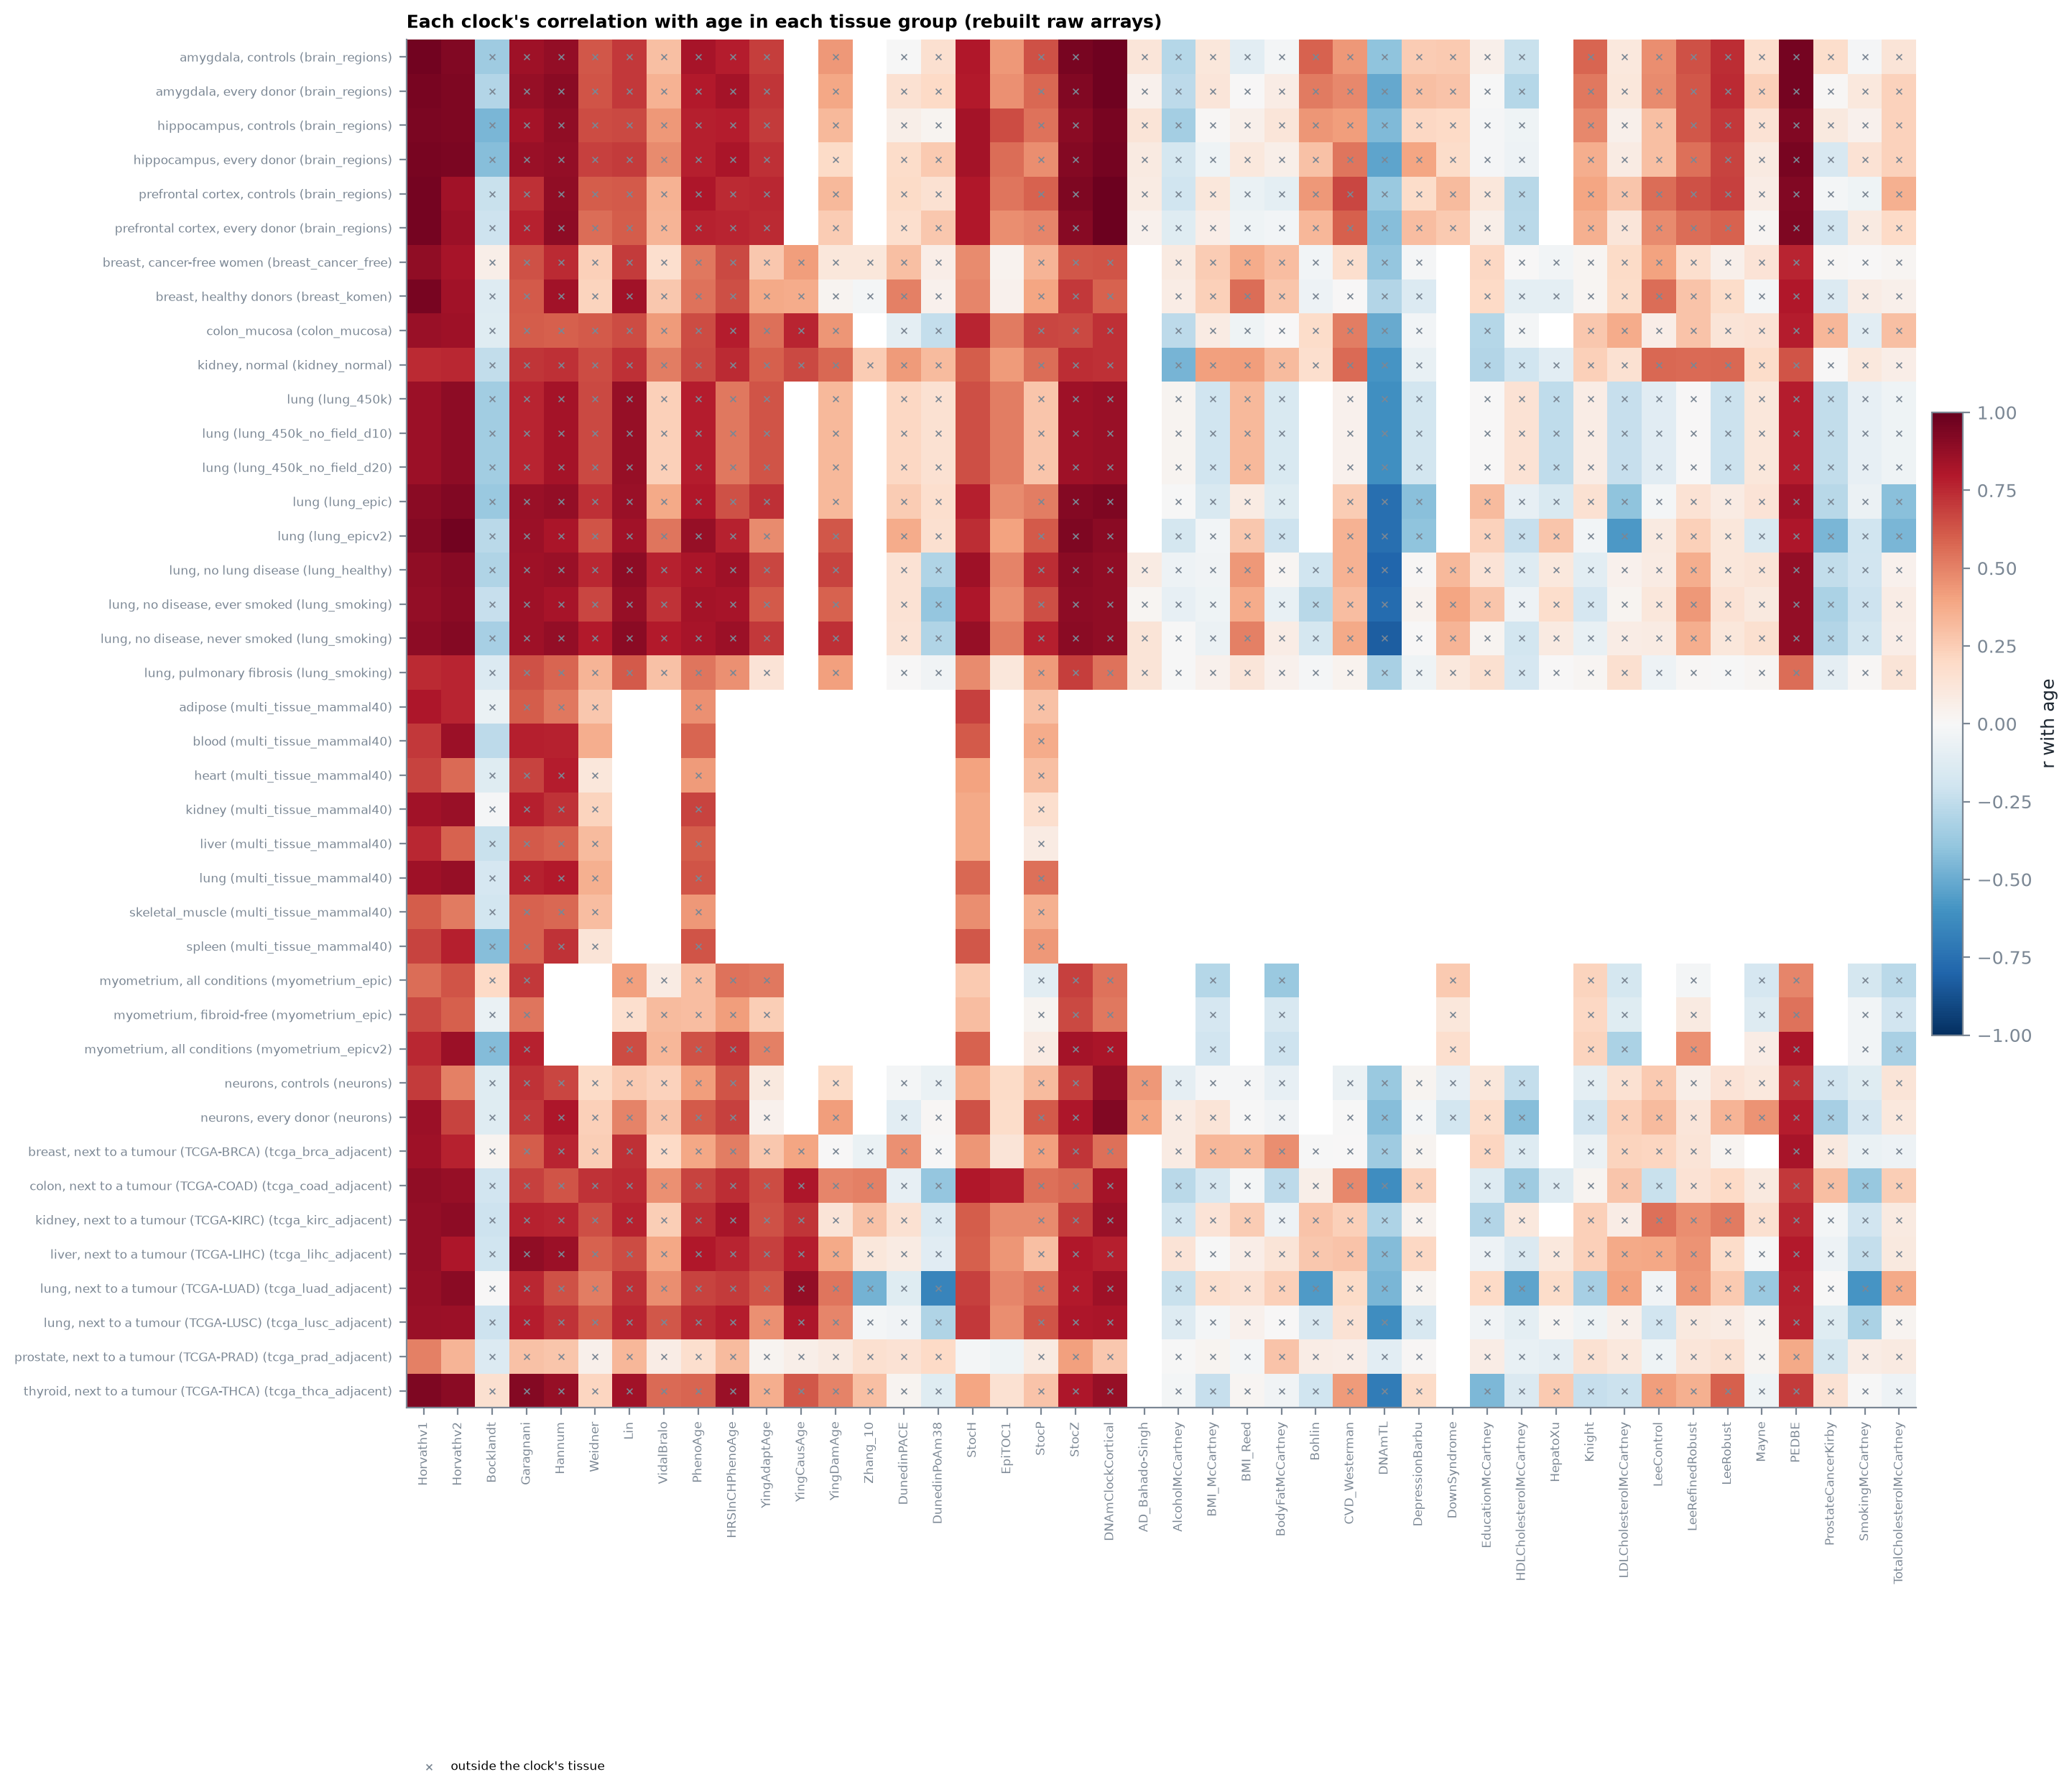 Each clock's correlation with age in each tissue group (rebuilt raw arrays)
amygdala, controls (brain_regions)
amygdala, every donor (brain_regions)
hippocampus, controls (brain_regions)
hippocampus, every donor (brain_regions)
prefrontal cortex, controls (brain_regions)
prefrontal cortex, every donor (brain_regions)
breast, cancer-free women (breast_cancer_free)
breast, healthy donors (breast_komen)
colon_mucosa (colon_mucosa)
kidney, normal (kidney_normal)
lung (lung_450k)
lung (lung_450k_no_field_d10)
lung (lung_450k_no_field_d20)
lung (lung_epic)
lung (lung_epicv2)
lung, no lung disease (lung_healthy)
lung, no disease, ever smoked (lung_smoking)
lung, no disease, never smoked (lung_smoking)
lung, pulmonary fibrosis (lung_smoking)
adipose (multi_tissue_mammal40)
blood (multi_tissue_mammal40)
heart (multi_tissue_mammal40)
kidney (multi_tissue_mammal40)
liver (multi_tissue_mammal40)
lung (multi_tissue_mammal40)
skeletal_muscle (multi_tissue_mammal40)
spleen (multi_tissue_mammal40)
myometrium, all conditions (myometrium_epic)
myometrium, fibroid-free (myometrium_epic)
myometrium, all conditions (myometrium_epicv2)
neurons, controls (neurons)
neurons, every donor (neurons)
breast, next to a tumour (TCGA-BRCA) (tcga_brca_adjacent)
colon, next to a tumour (TCGA-COAD) (tcga_coad_adjacent)
kidney, next to a tumour (TCGA-KIRC) (tcga_kirc_adjacent)
liver, next to a tumour (TCGA-LIHC) (tcga_lihc_adjacent)
lung, next to a tumour (TCGA-LUAD) (tcga_luad_adjacent)
lung, next to a tumour (TCGA-LUSC) (tcga_lusc_adjacent)
prostate, next to a tumour (TCGA-PRAD) (tcga_prad_adjacent)
thyroid, next to a tumour (TCGA-THCA) (tcga_thca_adjacent)
Horvathv1
Horvathv2
Bocklandt
Garagnani
Hannum
Weidner
Lin
VidalBralo
PhenoAge
HRSInCHPhenoAge
YingAdaptAge
YingCausAge
YingDamAge
Zhang_10
DunedinPACE
DunedinPoAm38
StocH
EpiTOC1
StocP
StocZ
DNAmClockCortical
AD_Bahado-Singh
AlcoholMcCartney
BMI_McCartney
BMI_Reed
BodyFatMcCartney
Bohlin
CVD_Westerman
DNAmTL
DepressionBarbu
DownSyndrome
EducationMcCartney
HDLCholesterolMcCartney
HepatoXu
Knight
LDLCholesterolMcCartney
LeeControl
LeeRefinedRobust
LeeRobust
Mayne
PEDBE
ProstateCancerKirby
SmokingMcCartney
TotalCholesterolMcCartney
1.00
0.75
0.50
0.25
0.00
−0.25
−0.50
−0.75
−1.00
r with age
× outside the clock's tissue